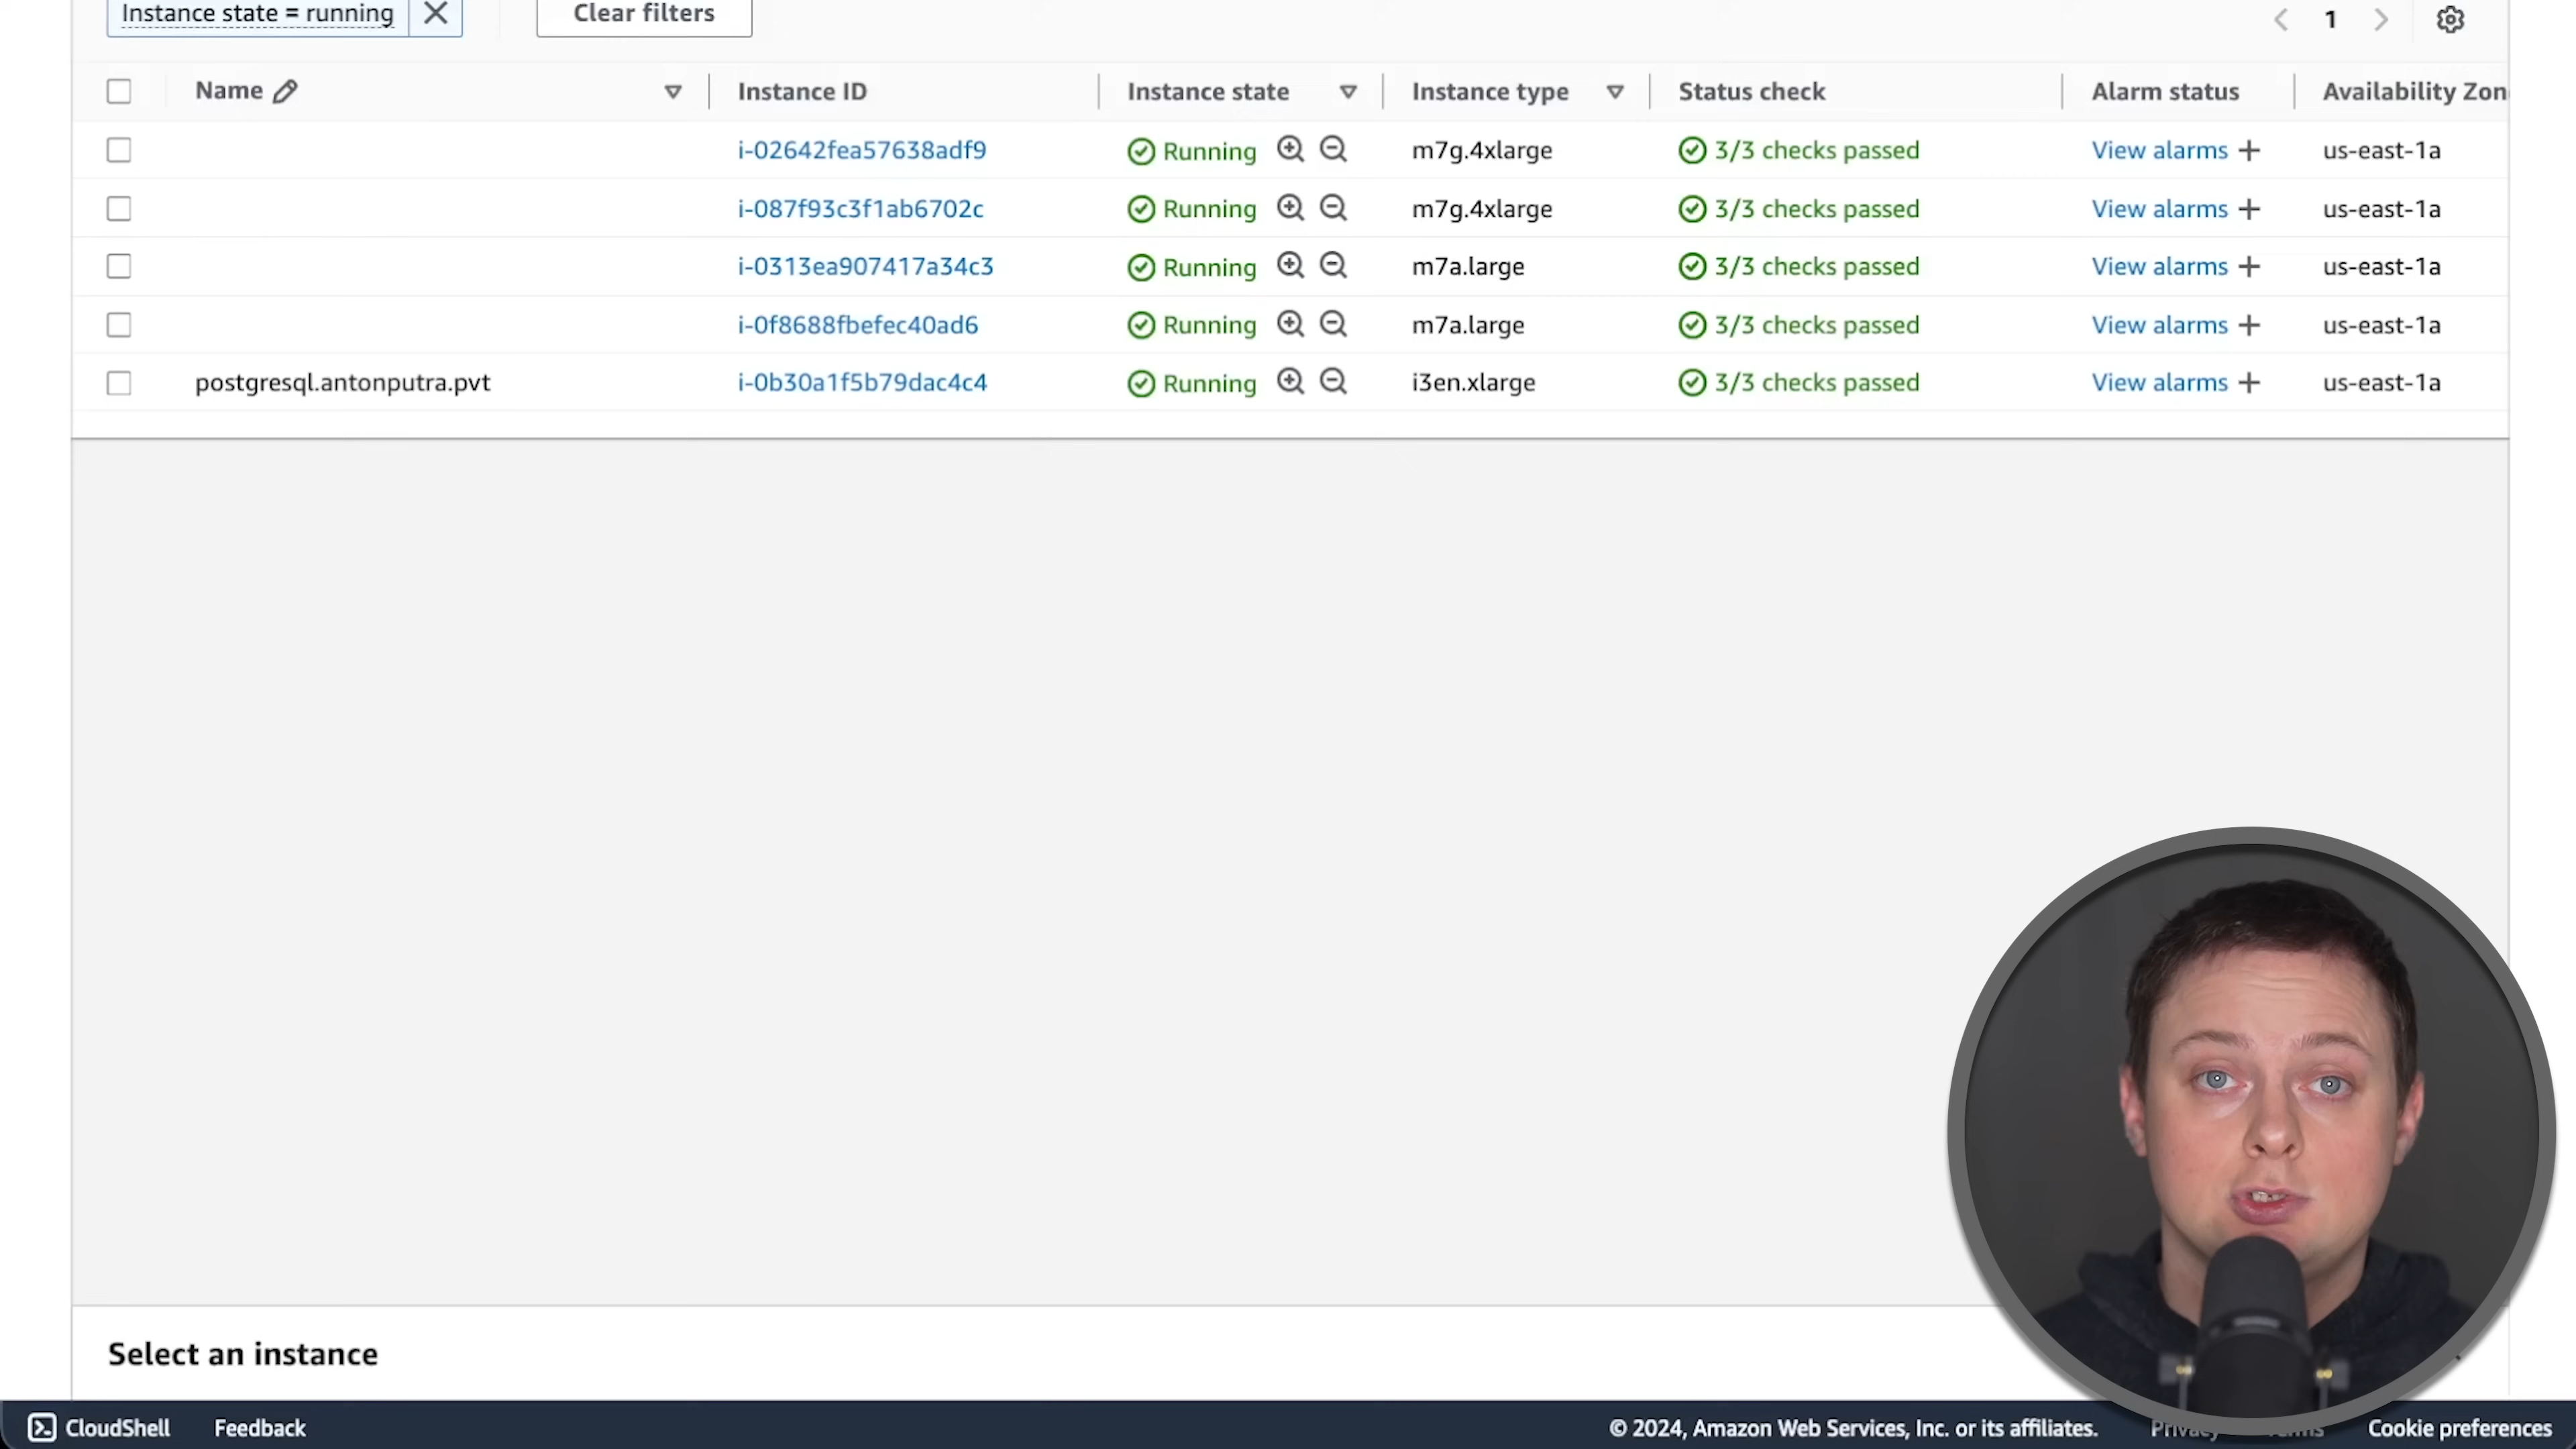 Instance state = running Clear filters 1
Name Instance ID Instance state Instance type Status check Alarm status Availability Zon
i-02642fea57638adf9 Running m7g.4xlarge 3/3 checks passed View alarms us-east-1a
i-087f93c3f1ab6702c Running m7g.4xlarge 3/3 checks passed View alarms us-east-1a
i-0313ea907417a34c3 Running m7a.large 3/3 checks passed View alarms us-east-1a
i-0f8688fbefec40ad6 Running m7a.large 3/3 checks passed View alarms us-east-1a
postgresql.antonputra.pvt i-0b30a1f5b79dac4c4 Running i3en.xlarge 3/3 checks passed View alarms us-east-1a
Select an instance
CloudShell Feedback © 2024, Amazon Web Services, Inc. or its affiliates. Privacy Terms Cookie preferences